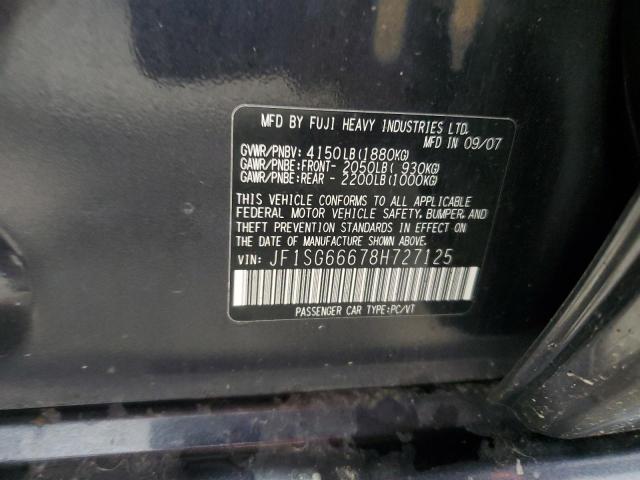 MFD BY FUJI HEAVY INDUSTRIES LTD.
MFD IN 09/07
GVWR/PNBV: 4150LB(1880KG)
GAWR/PNBE:FRONT- 2050LB( 930KG)
GAWR/PNBE:REAR - 2200LB(1000KG)
THIS VEHICLE CONFORMS TO ALL APPLICABLE
FEDERAL MOTOR VEHICLE SAFETY, BUMPER, AND
THEFT PREVENTION STANDARDS IN EFFECT ON
THE DATE OF MANUFACTURE SHOWN ABOVE.
VIN: JF1SG66678H727125
PASSENGER CAR TYPE:PC/VT